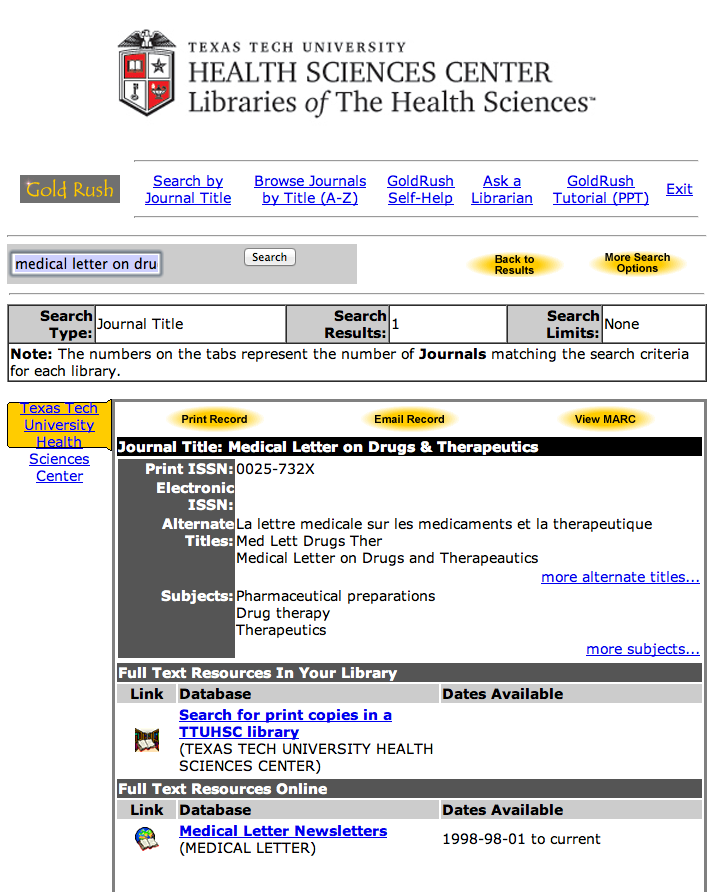 TEXAS TECH UNIVERSITY
HEALTH SCIENCES CENTER
Libraries of The Health Sciences™
Gold Rush
Search by
Journal Title
Browse Journals
by Title (A-Z)
GoldRush
Self-Help
Ask a
Librarian
GoldRush
Tutorial (PPT)
Exit
medical letter on dru
Search
Back to
Results
More Search
Options
Search
Type:
Journal Title
Search
Results:
1
Search
Limits:
None
Note: The numbers on the tabs represent the number of Journals matching the search criteria
for each library.
Texas Tech
University
Health
Sciences
Center
Print Record
Email Record
View MARC
Journal Title: Medical Letter on Drugs & Therapeutics
Print ISSN: 0025-732X
Electronic
ISSN:
Alternate
Titles:
La lettre medicale sur les medicaments et la therapeutique
Med Lett Drugs Ther
Medical Letter on Drugs and Therapeautics
more alternate titles...
Subjects: Pharmaceutical preparations
Drug therapy
Therapeutics
more subjects...
Full Text Resources In Your Library
Link Database Dates Available
Search for print copies in a
TTUHSC library
(TEXAS TECH UNIVERSITY HEALTH
SCIENCES CENTER)
Full Text Resources Online
Link Database Dates Available
Medical Letter Newsletters
(MEDICAL LETTER)
1998-98-01 to current